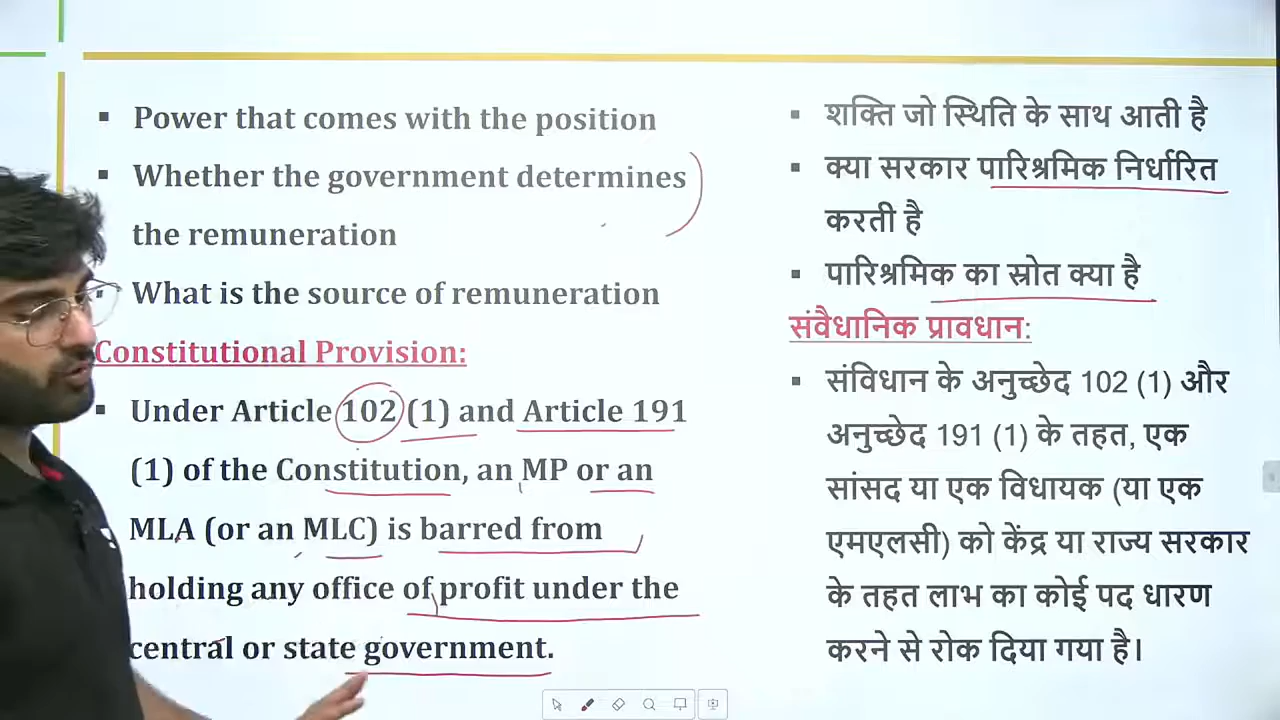 Power that comes with the position
Whether the government determines
the remuneration
What is the source of remuneration
Constitutional Provision:
Under Article 102 (1) and Article 191
(1) of the Constitution, an MP or an
MLA (or an MLC) is barred from
holding any office of profit under the
central or state government.
शक्ति जो स्थिति के साथ आती है
क्या सरकार पारिश्रमिक निर्धारित
करती है
पारिश्रमिक का स्रोत क्या है
संवैधानिक प्रावधान:
संविधान के अनुच्छेद 102 (1) और
अनुच्छेद 191 (1) के तहत, एक
सांसद या एक विधायक (या एक
एमएलसी) को केंद्र या राज्य सरकार
के तहत लाभ का कोई पद धारण
करने से रोक दिया गया है।